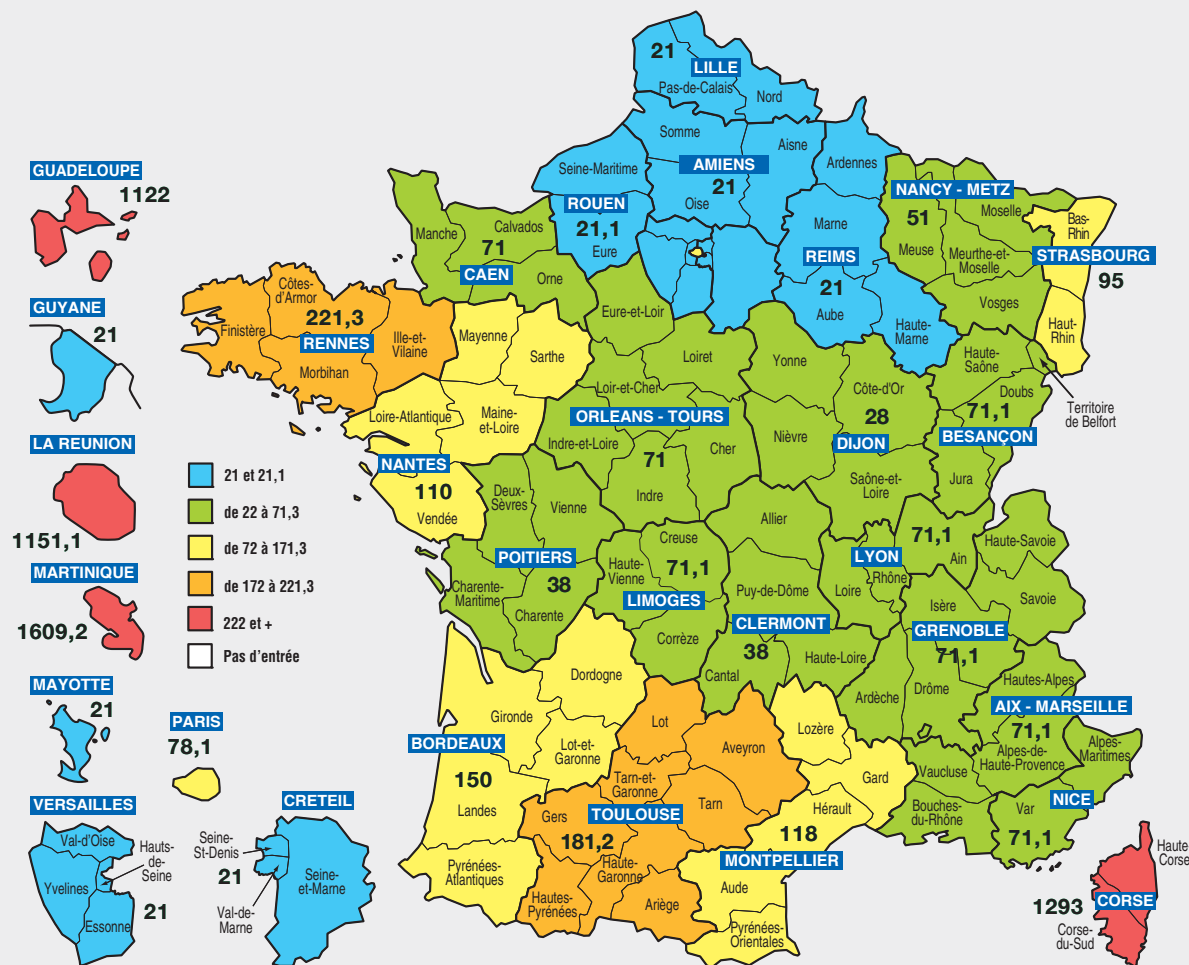 21
LILLE
Pas-de-Calais
Nord
Somme
Aisne
AMIENS
21
Oise
Seine-Maritime
ROUEN
21,1
Eure
Ardennes
Marne
REIMS
21
Aube
Haute-
Marne
NANCY - METZ
51
Moselle
Meuse
Meurthe-et
Moselle
Vosges
Bas-
Rhin
STRASBOURG
95
Haut-
Rhin
GUADELOUPE
1122
GUYANE
21
LA REUNION
1151,1
MARTINIQUE
1609,2
MAYOTTE
21
PARIS
78,1
VERSAILLES
Val-d'Oise
Hauts-
de-
Seine
Yvelines
Essonne
21
CRETEIL
Seine-
St-Denis
21
Val-de-
Marne
Seine-
et-Marne
21 et 21,1
de 22 à 71,3
de 72 à 171,3
de 172 à 221,3
222 et +
Pas d'entrée
Manche
Calvados
71
CAEN
Orne
Côtes-
d'Armor
Finistère
221,3
RENNES
Ille-et-
Vilaine
Morbihan
Mayenne
Sarthe
Loire-Atlantique
Maine-
et-Loire
NANTES
110
Vendée
Eure-et-Loir
Loiret
Loir-et-Cher
ORLEANS - TOURS
Indre-et-Loire
71
Cher
Indre
Yonne
Côte-d'Or
28
Nièvre
DIJON
Saône-et-
Loire
Haute-
Saône
Doubs
71,1
BESANÇON
Jura
Territoire
de Belfort
Deux-
Sèvres
Vienne
POITIERS
38
Charente-
Maritime
Charente
Creuse
Haute-
Vienne
71,1
LIMOGES
Corrèze
Allier
Puy-de-Dôme
CLERMONT
38
Haute-Loire
Cantal
71,1
Ain
LYON
Rhône
Loire
Haute-Savoie
Savoie
Isère
GRENOBLE
71,1
Drôme
Ardèche
Hautes-Alpes
AIX - MARSEILLE
71,1
Alpes-de-
Haute-Provence
Vaucluse
Bouches-
du-Rhône
Alpes-
Maritimes
NICE
Var
71,1
Dordogne
Gironde
BORDEAUX
Lot-et-
Garonne
150
Landes
Pyrénées-
Atlantiques
Lot
Aveyron
Tarn-et-
Garonne
Tarn
TOULOUSE
Gers
181,2
Haute-
Garonne
Hautes-
Pyrénées
Ariège
Lozère
Gard
Hérault
118
MONTPELLIER
Aude
Pyrénées-
Orientales
Haute
Corse
1293
CORSE
Corse-
du-Sud